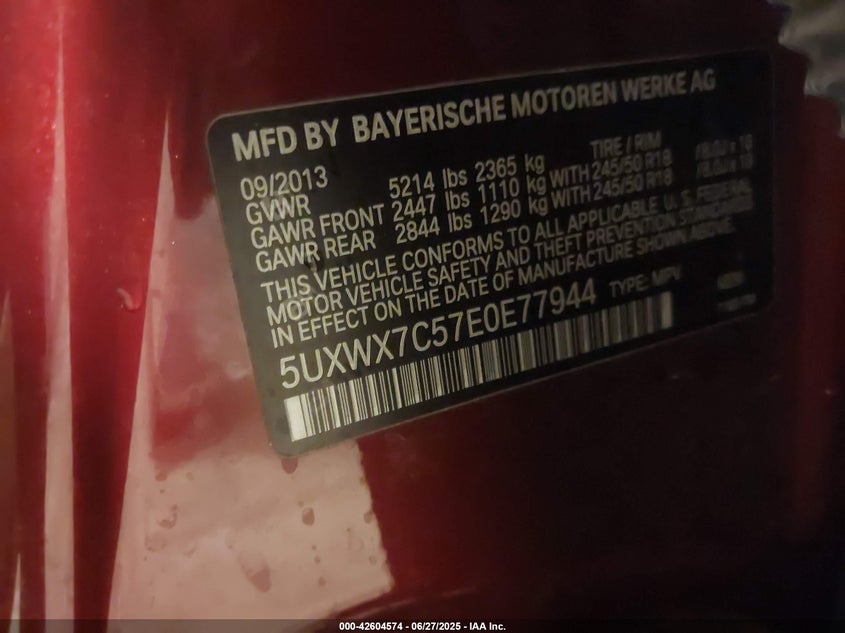 MFD BY BAYERISCHE MOTOREN WERKE AG
09/2013 TIRE / RIM
GVWR 5214 lbs 2365 kg
GAWR FRONT 2447 lbs 1110 kg WITH 245/50 R18
GAWR REAR 2844 lbs 1290 kg WITH 245/50 R18
THIS VEHICLE CONFORMS TO ALL APPLICABLE U. S. FEDERAL
MOTOR VEHICLE SAFETY AND THEFT PREVENTION STANDARDS
IN EFFECT ON THE DATE OF MANUFACTURE SHOWN ABOVE.
5UXWX7C57E0E77944 TYPE: MPV
000-42604574 | 06/27/2025 - IAA Inc.